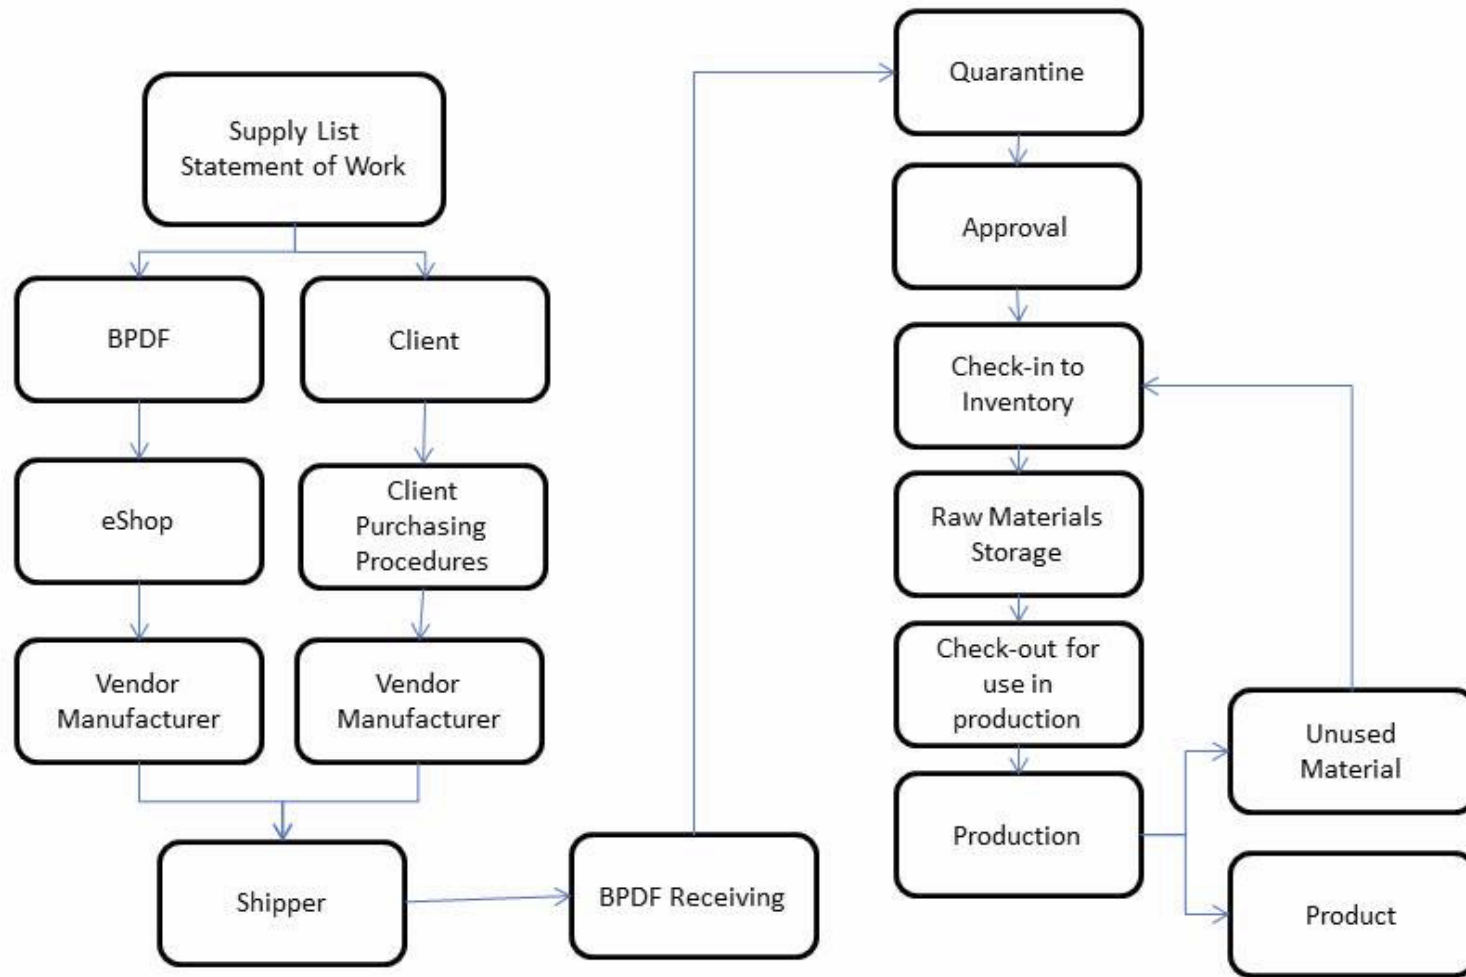 Supply List
Statement of Work
BPDF
Client
eShop
Client
Purchasing
Procedures
Vendor
Manufacturer
Vendor
Manufacturer
Shipper
BPDF Receiving
Quarantine
Approval
Check-in to
Inventory
Raw Materials
Storage
Check-out for
use in
production
Production
Unused
Material
Product